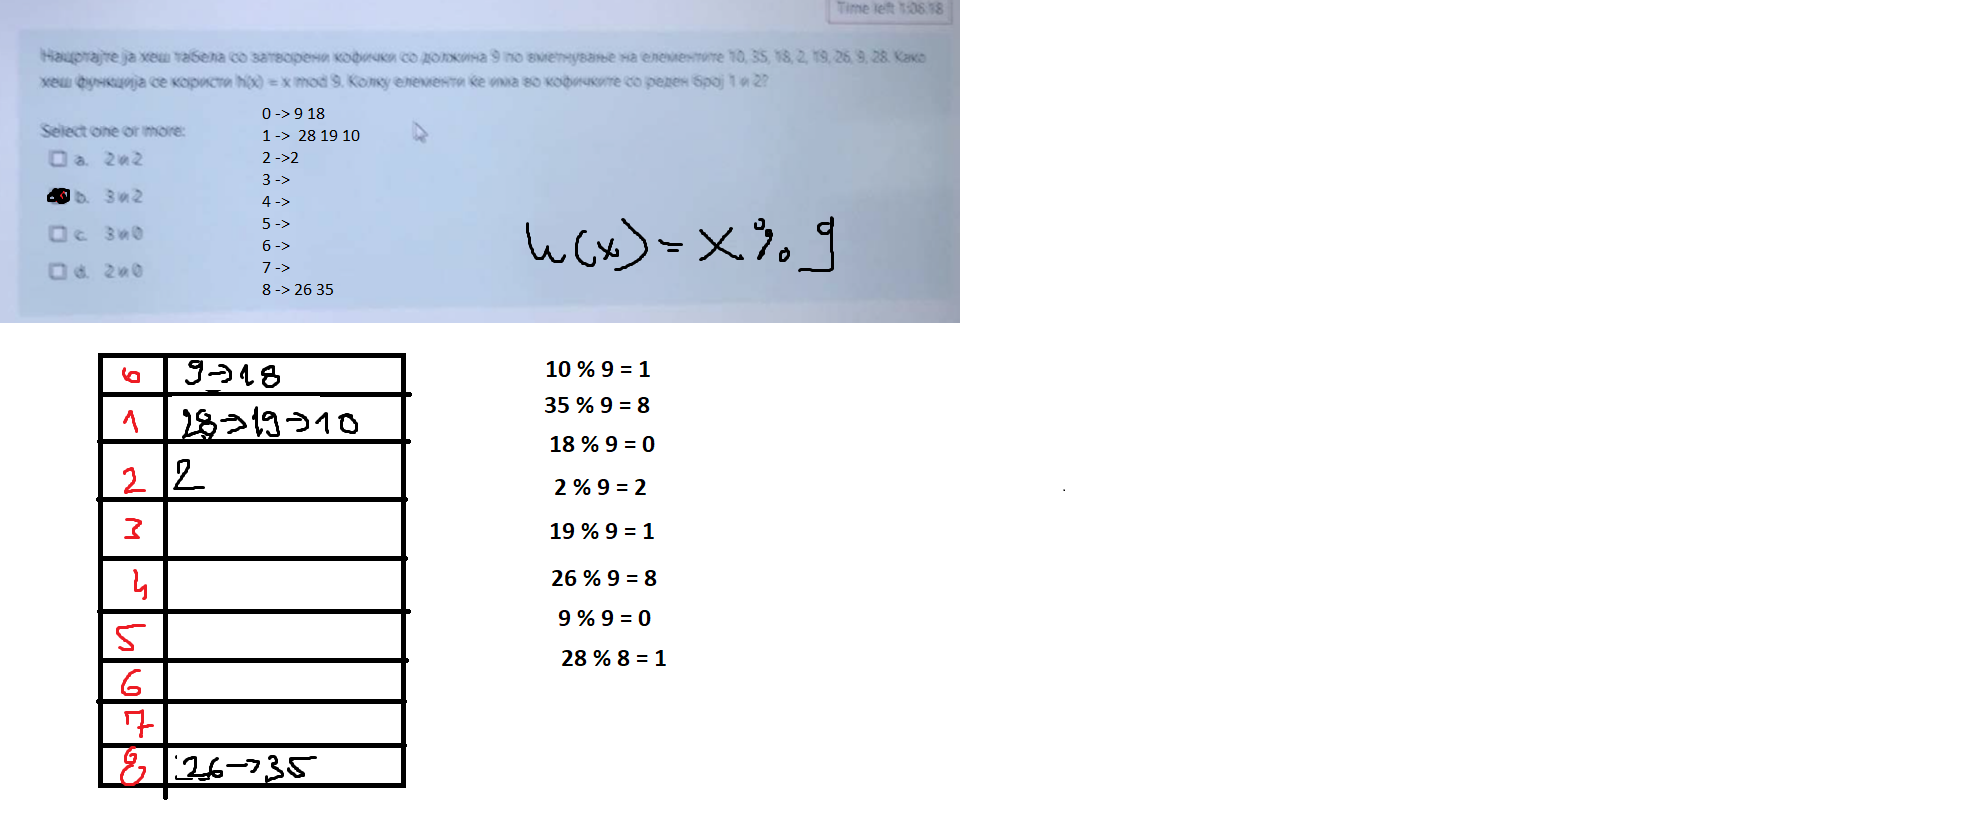 Time left 1:06:18
Нацртајте ја хеш табела со затворени кофички со должина 9 по вметнување на елементите 10, 35, 18, 2, 19, 26, 9, 28. Како
хеш функција се користи h(x) = x mod 9. Колку елементи ќе има во кофичките со реден број 1 и 2?
Select one or more:
a. 2 и 2
b. 3 и 2
c. 3 и 0
d. 2 и 0
0 -> 9 18
1 -> 28 19 10
2 ->2
3 ->
4 ->
5 ->
6 ->
7 ->
8 -> 26 35
h(x) = x % 9
0 9→18
1 28→19→10
2 2
3
4
5
6
7
8 26→35
10 % 9 = 1
35 % 9 = 8
18 % 9 = 0
2 % 9 = 2
19 % 9 = 1
26 % 9 = 8
9 % 9 = 0
28 % 8 = 1